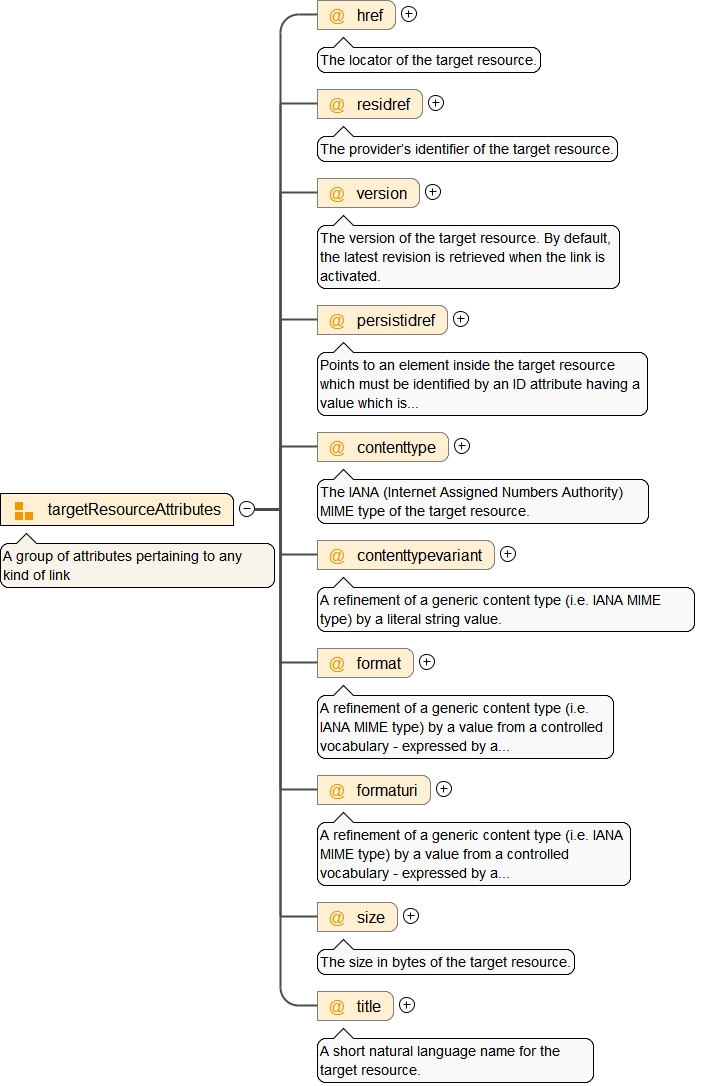 @ href
The locator of the target resource.
@ residref
The provider's identifier of the target resource.
@ version
The version of the target resource. By default,
the latest revision is retrieved when the link is
activated.
@ persistidref
Points to an element inside the target resource
which must be identified by an ID attribute having a
value which is...
@ contenttype
The IANA (Internet Assigned Numbers Authority)
MIME type of the target resource.
targetResourceAttributes
A group of attributes pertaining to any
kind of link
@ contenttypevariant
A refinement of a generic content type (i.e. IANA MIME
type) by a literal string value.
@ format
A refinement of a generic content type (i.e.
IANA MIME type) by a value from a controlled
vocabulary - expressed by a...
@ formaturi
A refinement of a generic content type (i.e. IANA
MIME type) by a value from a controlled
vocabulary - expressed by a...
@ size
The size in bytes of the target resource.
@ title
A short natural language name for the
target resource.